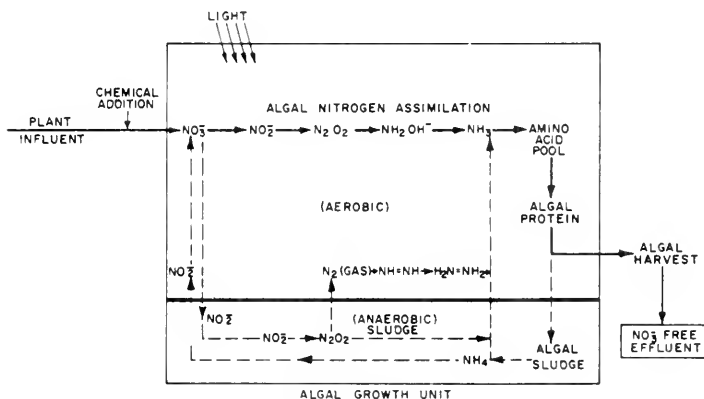 LIGHT
CHEMICAL
ADDITION
ALGAL NITROGEN ASSIMILATION
PLANT
INFLUENT
NO₃⁻ NO₂⁻ N₂O₂ NH₂OH⁻ NH₃ AMINO
ACID
POOL
(AEROBIC)
ALGAL
PROTEIN
ALGAL
HARVEST
NO₂⁻
N₂(GAS) NH=NH H₂N=NH₂
NO₂⁻
(ANAEROBIC)
SLUDGE
NO₂⁻ N₂O₂
NH₄
ALGAL
SLUDGE
NO₃⁻ FREE
EFFLUENT
ALGAL GROWTH UNIT